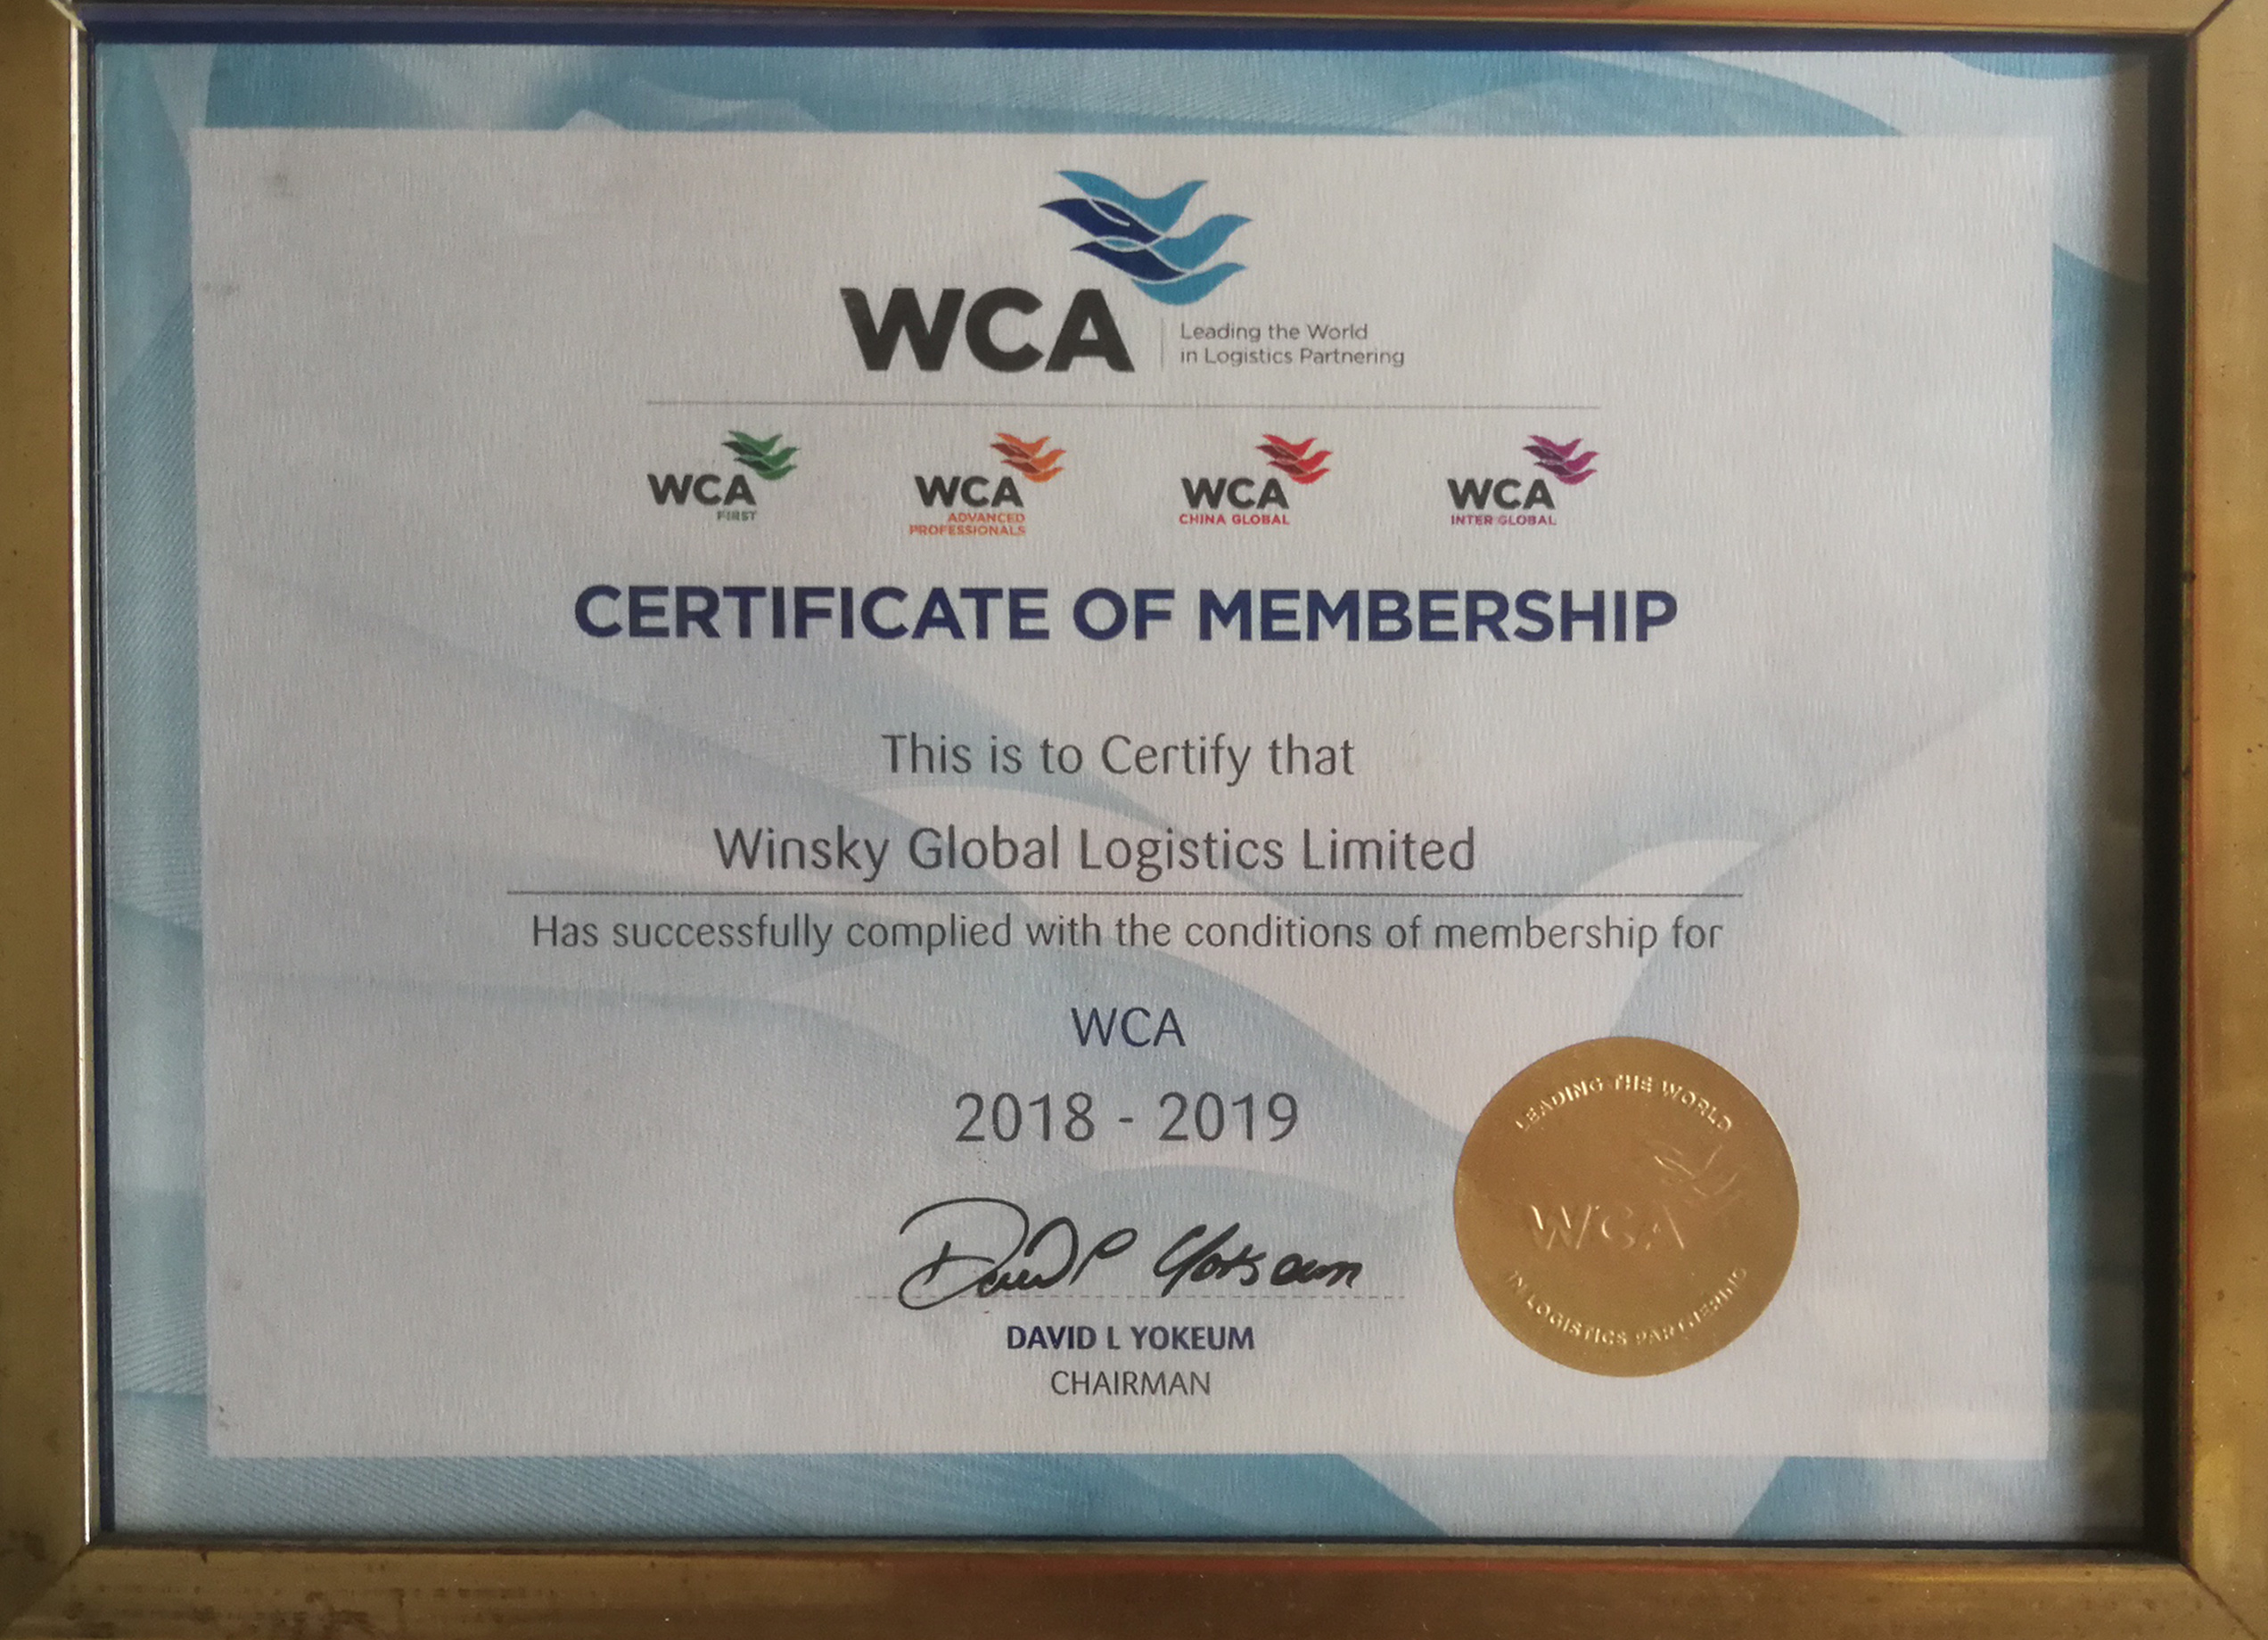 WCA
Leading the World
in Logistics Partnering
WCA
FIRST
WCA
ADVANCED
PROFESSIONALS
WCA
CHINA GLOBAL
WCA
INTER GLOBAL
CERTIFICATE OF MEMBERSHIP
This is to Certify that
Winsky Global Logistics Limited
Has successfully complied with the conditions of membership for
WCA
2018 - 2019
DAVID L YOKEUM
CHAIRMAN
LEADING THE WORLD
WCA
IN LOGISTICS PARTNERING